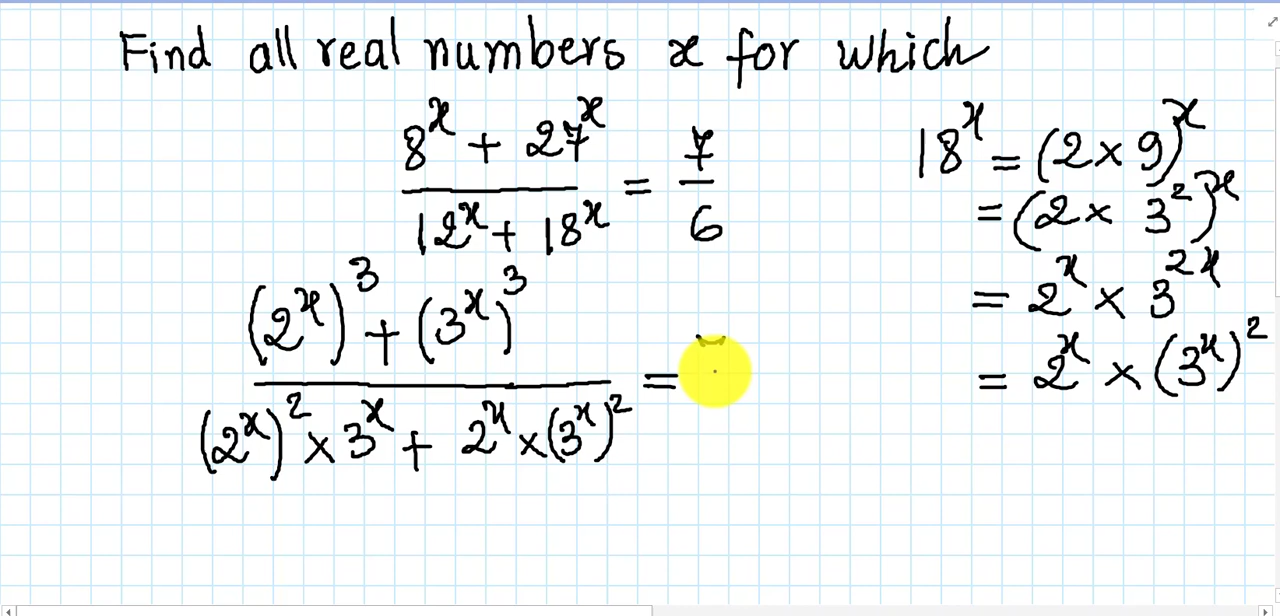 Find all real numbers x for which
8^x + 27^x / 12^x + 18^x = 7/6
(2^x)^3 + (3^x)^3 / (2^x)^2 × 3^x + 2^x × (3^x)^2 =
18^x = (2 × 9)^x
= (2 × 3^2)^x
= 2^x × 3^2x
= 2^x × (3^x)^2